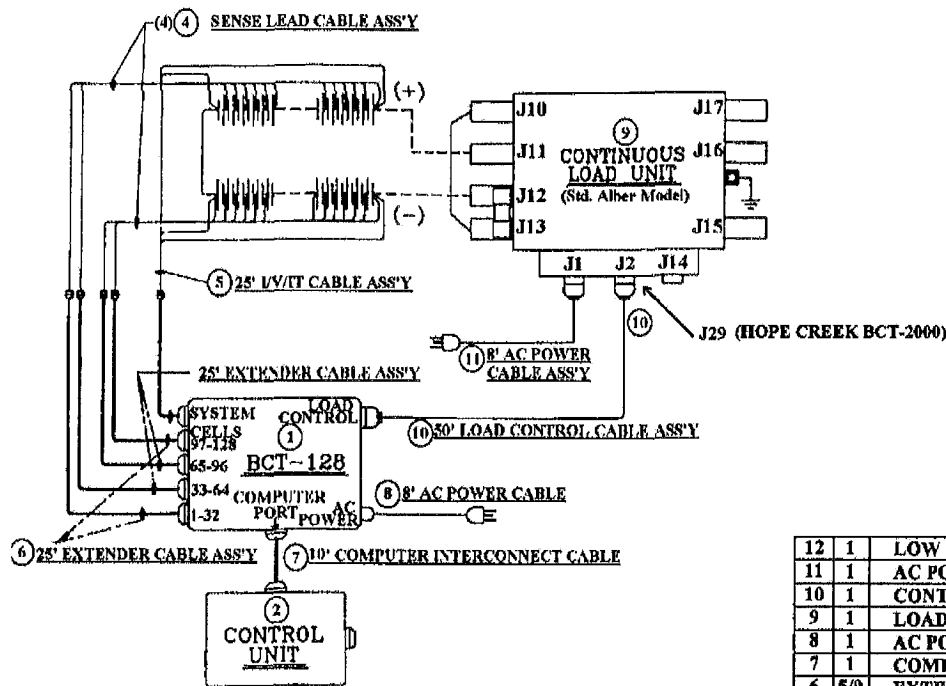 (4) 4 SENSE LEAD CABLE ASS'Y
(+)
(-)
J10
J11
J12
J13
J17
J16
J15
9
CONTINUOUS
LOAD UNIT
(Std. Alber Model)
J1 J2 J14
5 25' I/V/IT CABLE ASS'Y
10
J29 (HOPE CREEK BCT-2000)
11 8' AC POWER
CABLE ASS'Y
25' EXTENDER CABLE ASS'Y
SYSTEM
CELLS
97-128
65-96
33-64
1-32
LOAD
CONTROL
1
BCT-128
COMPUTER
PORT
AC
POWER
10 50' LOAD CONTROL CABLE ASS'Y
8 8' AC POWER CABLE
6 25' EXTENDER CABLE ASS'Y
7 10' COMPUTER INTERCONNECT CABLE
2
CONTROL
UNIT
12 1 LOW
11 1 AC PO
10 1 CONT
9 1 LOAD
8 1 AC PO
7 1 COMP